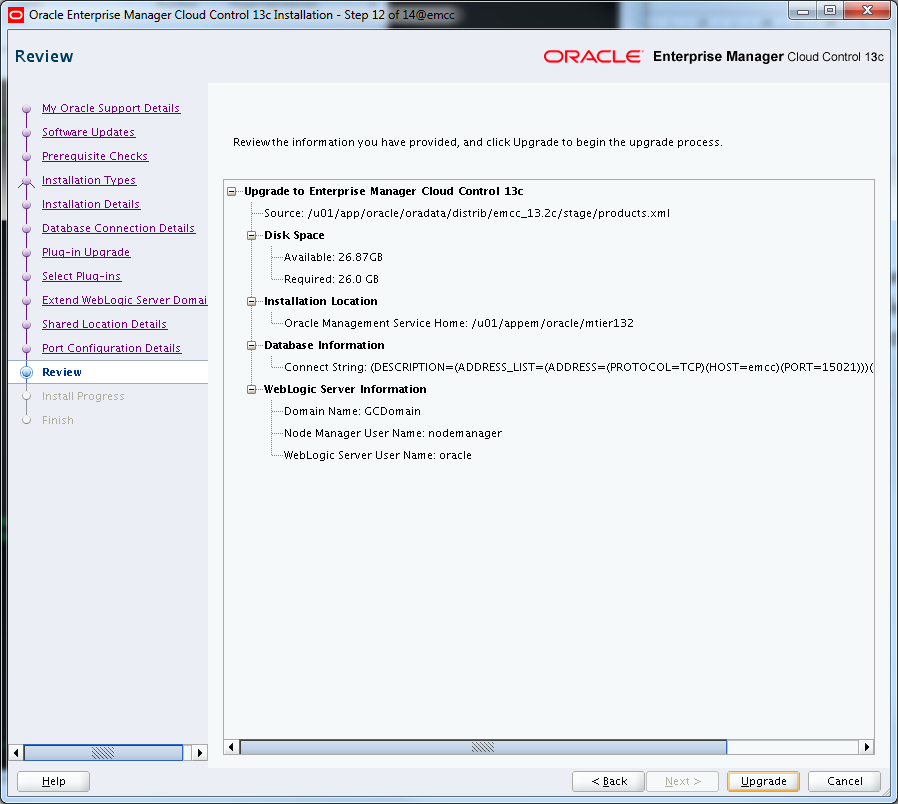 Oracle Enterprise Manager Cloud Control 13c Installation - Step 12 of 14@emcc
Review
ORACLE Enterprise Manager Cloud Control 13c
My Oracle Support Details
Software Updates
Prerequisite Checks
Installation Types
Installation Details
Database Connection Details
Plug-in Upgrade
Select Plug-ins
Extend WebLogic Server Domai
Shared Location Details
Port Configuration Details
Review
Install Progress
Finish
Review the information you have provided, and click Upgrade to begin the upgrade process.
Upgrade to Enterprise Manager Cloud Control 13c
Source: /u01/app/oracle/oradata/distrib/emcc_13.2c/stage/products.xml
Disk Space
Available: 26.87GB
Required: 26.0 GB
Installation Location
Oracle Management Service Home: /u01/appem/oracle/mtier132
Database Information
Connect String: (DESCRIPTION=(ADDRESS_LIST=(ADDRESS=(PROTOCOL=TCP)(HOST=emcc)(PORT=15021)))(
WebLogic Server Information
Domain Name: GCDomain
Node Manager User Name: nodemanager
WebLogic Server User Name: oracle
Help
< Back
Next >
Upgrade
Cancel